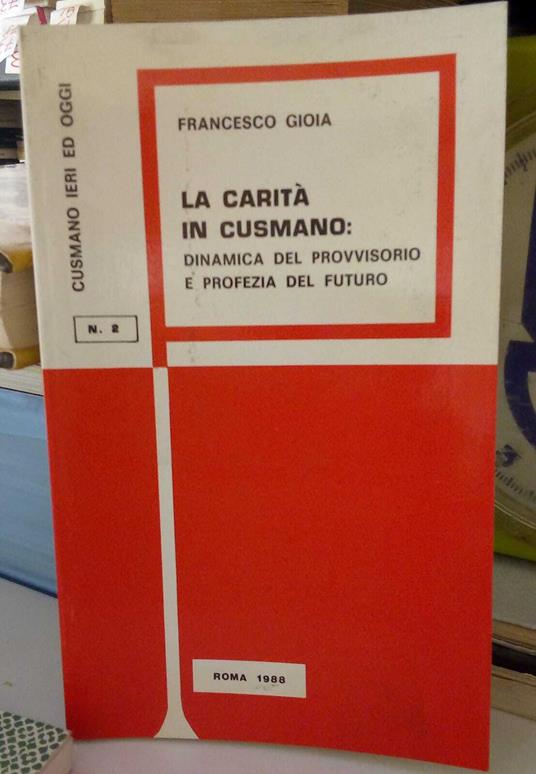 CUSMANO IERI ED OGGI
N. 2
FRANCESCO GIOIA
LA CARITÀ
IN CUSMANO:
DINAMICA DEL PROVVISORIO
E PROFEZIA DEL FUTURO
ROMA 1988